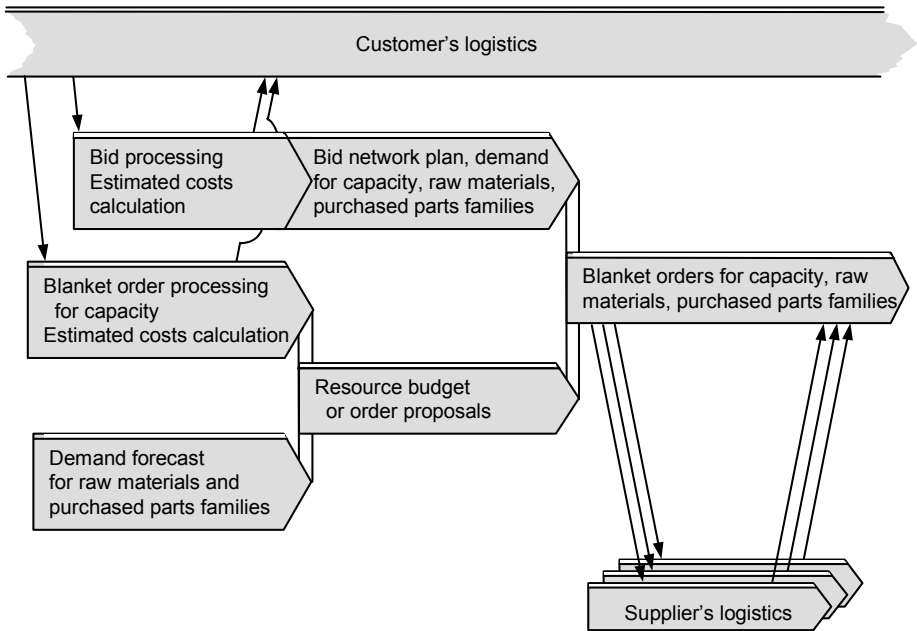 Customer's logistics
Bid processing
Estimated costs
calculation
Bid network plan, demand
for capacity, raw materials,
purchased parts families
Blanket order processing
for capacity
Estimated costs calculation
Blanket orders for capacity, raw
materials, purchased parts families
Resource budget
or order proposals
Demand forecast
for raw materials and
purchased parts families
Supplier's logistics